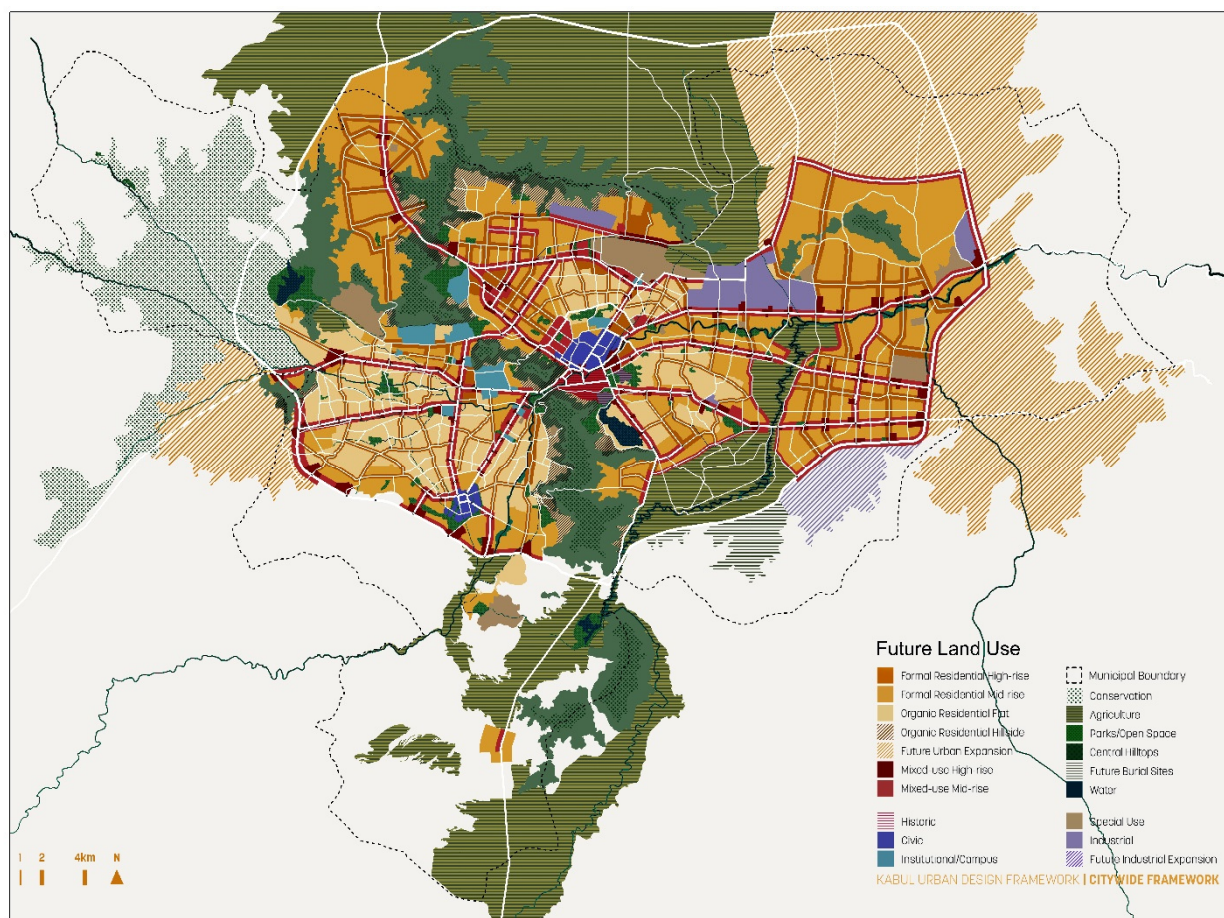 Future Land Use
Formal Residential High-rise
Formal Residential Mid-rise
Organic Residential Flat
Organic Residential Hillside
Future Urban Expansion
Mixed-use High-rise
Mixed-use Mid-rise
Historic
Civic
Institutional/Campus
Municipal Boundary
Conservation
Agriculture
Parks/Open Space
Central Hilltops
Future Burial Sites
Water
Special Use
Industrial
Future Industrial Expansion
KABUL URBAN DESIGN FRAMEWORK | CITYWIDE FRAMEWORK
1 2 4km N